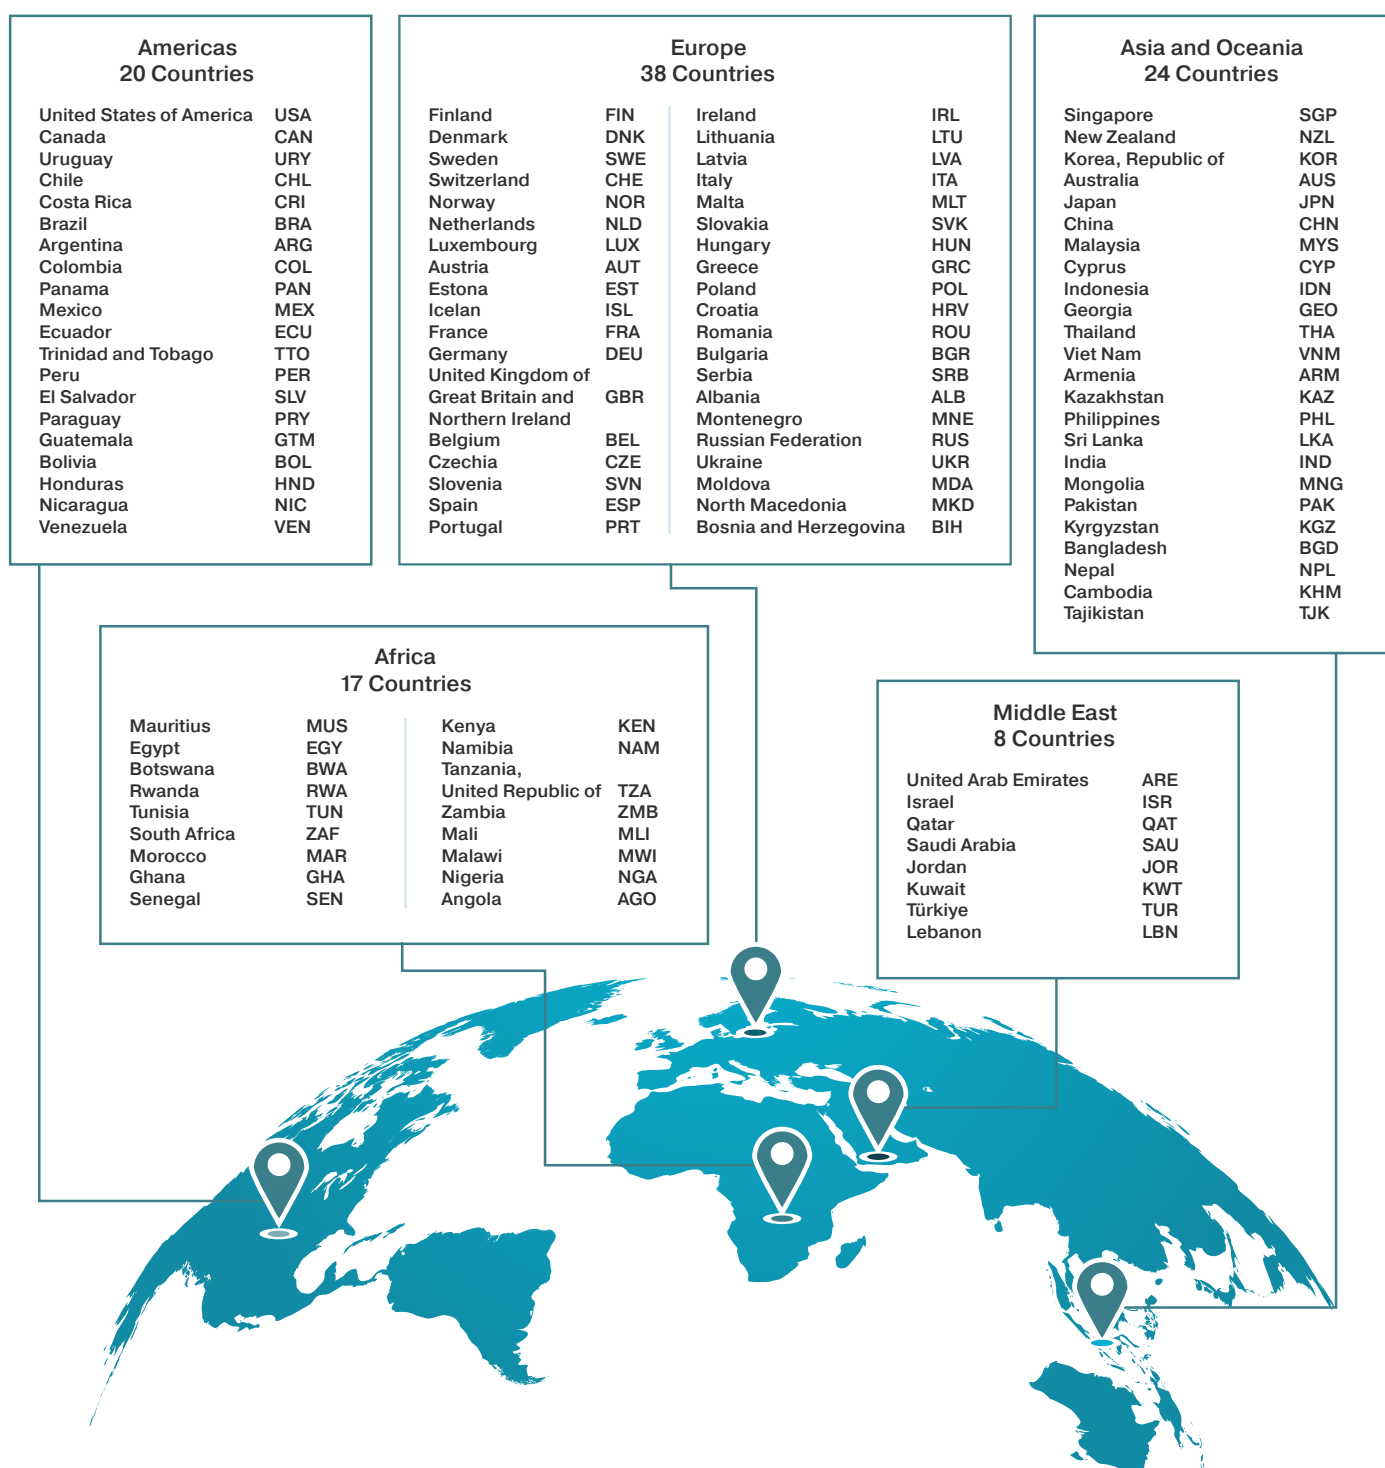 Americas
20 Countries
United States of America USA
Canada CAN
Uruguay URY
Chile CHL
Costa Rica CRI
Brazil BRA
Argentina ARG
Colombia COL
Panama PAN
Mexico MEX
Ecuador ECU
Trinidad and Tobago TTO
Peru PER
El Salvador SLV
Paraguay PRY
Guatemala GTM
Bolivia BOL
Honduras HND
Nicaragua NIC
Venezuela VEN
Europe
38 Countries
Finland FIN
Denmark DNK
Sweden SWE
Switzerland CHE
Norway NOR
Netherlands NLD
Luxembourg LUX
Austria AUT
Estona EST
Icelan ISL
France FRA
Germany DEU
United Kingdom of
Great Britain and GBR
Northern Ireland
Belgium BEL
Czechia CZE
Slovenia SVN
Spain ESP
Portugal PRT
Ireland IRL
Lithuania LTU
Latvia LVA
Italy ITA
Malta MLT
Slovakia SVK
Hungary HUN
Greece GRC
Poland POL
Croatia HRV
Romania ROU
Bulgaria BGR
Serbia SRB
Albania ALB
Montenegro MNE
Russian Federation RUS
Ukraine UKR
Moldova MDA
North Macedonia MKD
Bosnia and Herzegovina BIH
Asia and Oceania
24 Countries
Singapore SGP
New Zealand NZL
Korea, Republic of KOR
Australia AUS
Japan JPN
China CHN
Malaysia MYS
Cyprus CYP
Indonesia IDN
Georgia GEO
Thailand THA
Viet Nam VNM
Armenia ARM
Kazakhstan KAZ
Philippines PHL
Sri Lanka LKA
India IND
Mongolia MNG
Pakistan PAK
Kyrgyzstan KGZ
Bangladesh BGD
Nepal NPL
Cambodia KHM
Tajikistan TJK
Africa
17 Countries
Mauritius MUS
Egypt EGY
Botswana BWA
Rwanda RWA
Tunisia TUN
South Africa ZAF
Morocco MAR
Ghana GHA
Senegal SEN
Kenya KEN
Namibia NAM
Tanzania,
United Republic of TZA
Zambia ZMB
Mali MLI
Malawi MWI
Nigeria NGA
Angola AGO
Middle East
8 Countries
United Arab Emirates ARE
Israel ISR
Qatar QAT
Saudi Arabia SAU
Jordan JOR
Kuwait KWT
Türkiye TUR
Lebanon LBN